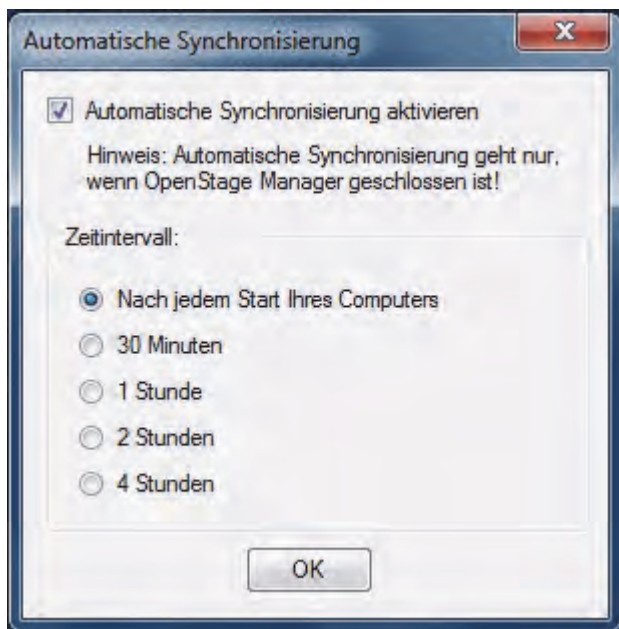 Automatische Synchronisierung
Automatische Synchronisierung aktivieren
Hinweis: Automatische Synchronisierung geht nur,
wenn OpenStage Manager geschlossen ist!
Zeitintervall:
Nach jedem Start Ihres Computers
30 Minuten
1 Stunde
2 Stunden
4 Stunden
OK